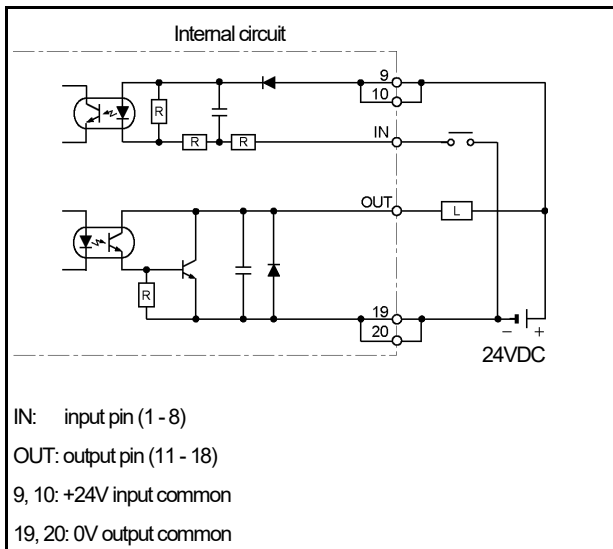 Internal circuit
9
10
R
IN
R
R
OUT
L
R
19
20
− +
24VDC
IN: input pin (1 - 8)
OUT: output pin (11 - 18)
9, 10: +24V input common
19, 20: 0V output common